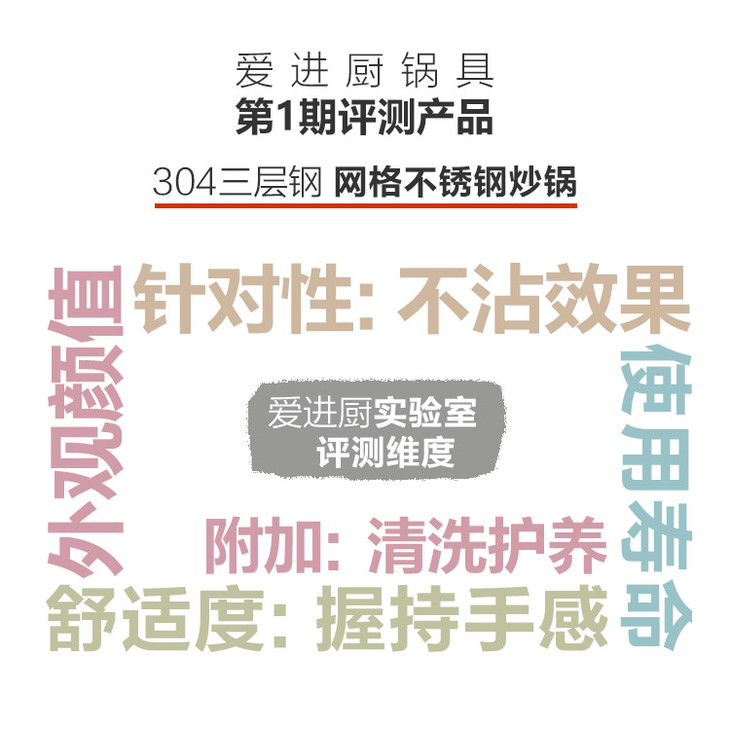 爱进厨锅具
第1期评测产品
304三层钢 网格不锈钢炒锅
针对性：不沾效果
外观颜值
使用寿命
爱进厨实验室
评测维度
附加：清洗护养
舒适度：握持手感